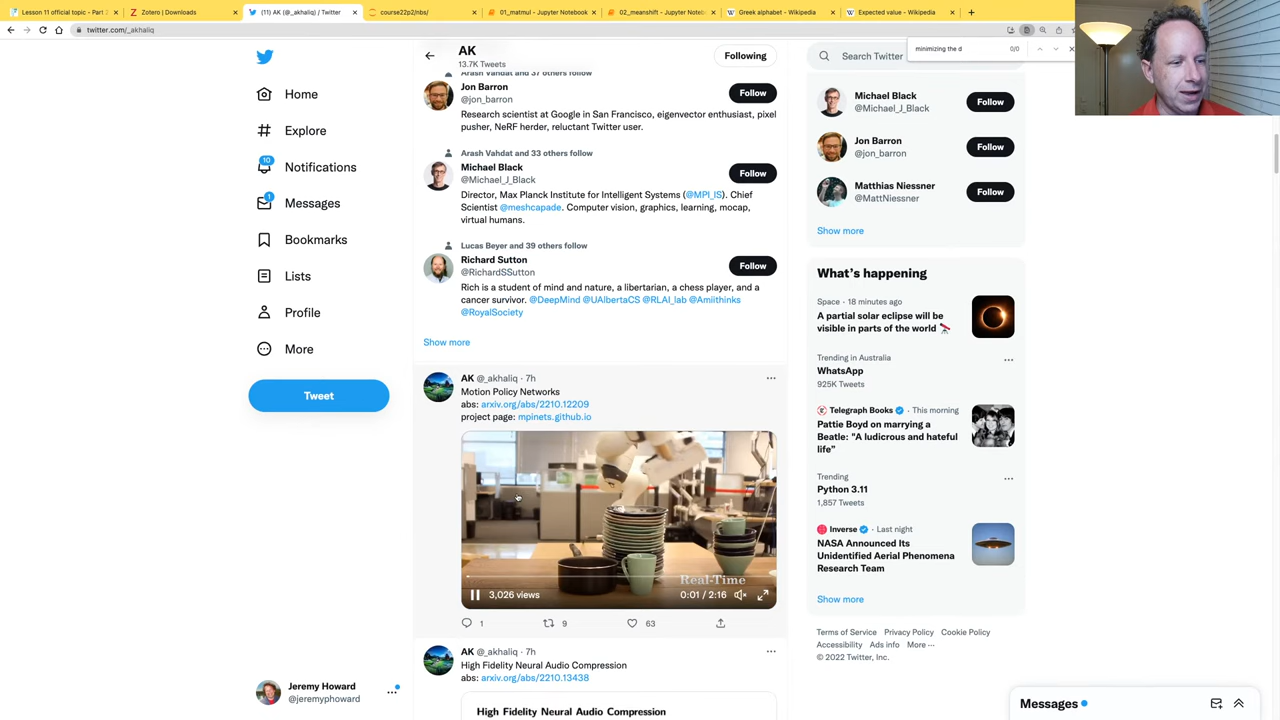 Lesson 11 official topic - Part
Zotero | Downloads
(11) AK (@_akhaliq) / Twitter
course22p2/nbs/
01_matmul - Jupyter Notebook
02_meanshift - Jupyter Notebook
Greek alphabet - Wikipedia
Expected value - Wikipedia
twitter.com/_akhaliq
minimizing the d
0/0
Home
Explore
10
Notifications
1
Messages
Bookmarks
Lists
Profile
More
Tweet
Jeremy Howard
@jeremyphoward
AK
13.7K Tweets
Following
Arash Vahdat and 37 others follow
Jon Barron
@jon_barron
Follow
Research scientist at Google in San Francisco, eigenvector enthusiast, pixel
pusher, NeRF herder, reluctant Twitter user.
Arash Vahdat and 33 others follow
Michael Black
@Michael_J_Black
Follow
Director, Max Planck Institute for Intelligent Systems (@MPI_IS). Chief
Scientist @meshcapade. Computer vision, graphics, learning, mocap,
virtual humans.
Lucas Beyer and 39 others follow
Richard Sutton
@RichardSSutton
Follow
Rich is a student of mind and nature, a libertarian, a chess player, and a
cancer survivor. @DeepMind @UAlbertaCS @RLAI_lab @Amiithinks
@RoyalSociety
Show more
AK @_akhaliq · 7h
Motion Policy Networks
abs: arxiv.org/abs/2210.12209
project page: mpinets.github.io
Real-Time
3,026 views
0:01 / 2:16
1
9
63
AK @_akhaliq · 7h
High Fidelity Neural Audio Compression
abs: arxiv.org/abs/2210.13438
High Fidelity Neural Audio Compression
Search Twitter
Michael Black
@Michael_J_Black
Follow
Jon Barron
@jon_barron
Follow
Matthias Niessner
@MattNiessner
Follow
Show more
What's happening
Space · 18 minutes ago
A partial solar eclipse will be
visible in parts of the world
Trending in Australia
WhatsApp
925K Tweets
Telegraph Books · This morning
Pattie Boyd on marrying a
Beatle: "A ludicrous and hateful
life"
Trending
Python 3.11
1,857 Tweets
Inverse · Last night
NASA Announced Its
Unidentified Aerial Phenomena
Research Team
Show more
Terms of Service Privacy Policy Cookie Policy
Accessibility Ads info More ···
© 2022 Twitter, Inc.
Messages